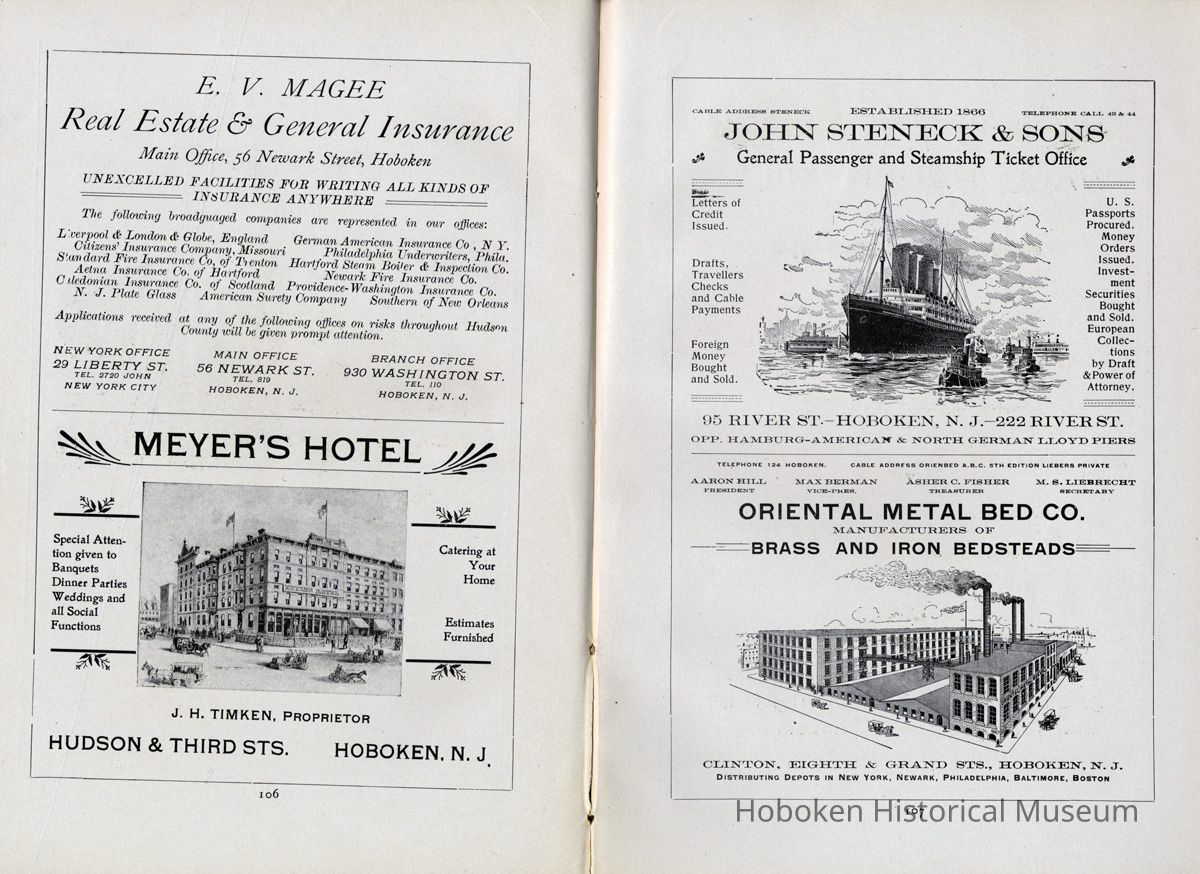 E. V. MAGEE
Real Estate & General Insurance
Main Office, 56 Newark Street, Hoboken
UNEXCELLED FACILITIES FOR WRITING ALL KINDS OF
INSURANCE ANYWHERE
The following broadguaged companies are represented in our offices:
Liverpool & London & Globe, England German American Insurance Co, N Y.
Citizens' Insurance Company, Missouri Philadelphia Underwriters, Phila.
Standard Fire Insurance Co. of Trenton Hartford Steam Boiler & Inspection Co.
Aetna Insurance Co. of Hartford Newark Fire Insurance Co.
Caledonian Insurance Co. of Scotland Providence-Washington Insurance Co.
N. J. Plate Glass American Surety Company Southern of New Orleans
Applications received at any of the following offices on risks throughout Hudson
County will be given prompt attention.
NEW YORK OFFICE
29 LIBERTY ST.
TEL. 2720 JOHN
NEW YORK CITY
MAIN OFFICE
56 NEWARK ST.
TEL. 819
HOBOKEN, N. J.
BRANCH OFFICE
930 WASHINGTON ST.
TEL. 110
HOBOKEN, N. J.
MEYER'S HOTEL
Special Atten-
tion given to
Banquets
Dinner Parties
Weddings and
all Social
Functions
MEYER'S HOTEL
Catering at
Your
Home
Estimates
Furnished
J. H. TIMKEN, PROPRIETOR
HUDSON & THIRD STS. HOBOKEN, N. J.
106
CABLE ADDRESS STENECK ESTABLISHED 1866 TELEPHONE CALL 43 & 44
JOHN STENECK & SONS
General Passenger and Steamship Ticket Office
Letters of
Credit
Issued.
Drafts,
Travellers
Checks
and Cable
Payments
Foreign
Money
Bought
and Sold.
U. S.
Passports
Procured.
Money
Orders
Issued.
Invest-
ment
Securities
Bought
and Sold.
European
Collec-
tions
by Draft
& Power of
Attorney.
95 RIVER ST.—HOBOKEN, N. J.—222 RIVER ST.
OPP. HAMBURG-AMERICAN & NORTH GERMAN LLOYD PIERS
TELEPHONE 124 HOBOKEN. CABLE ADDRESS ORIENBED A.B.C. 5TH EDITION LIEBERS PRIVATE
AARON HILL MAX BERMAN ASHER C. FISHER M. S. LIEBRECHT
PRESIDENT VICE-PRES. TREASURER SECRETARY
ORIENTAL METAL BED CO.
MANUFACTURERS OF
BRASS AND IRON BEDSTEADS
CLINTON, EIGHTH & GRAND STS., HOBOKEN, N. J.
DISTRIBUTING DEPOTS IN NEW YORK, NEWARK, PHILADELPHIA, BALTIMORE, BOSTON
107
Hoboken Historical Museum